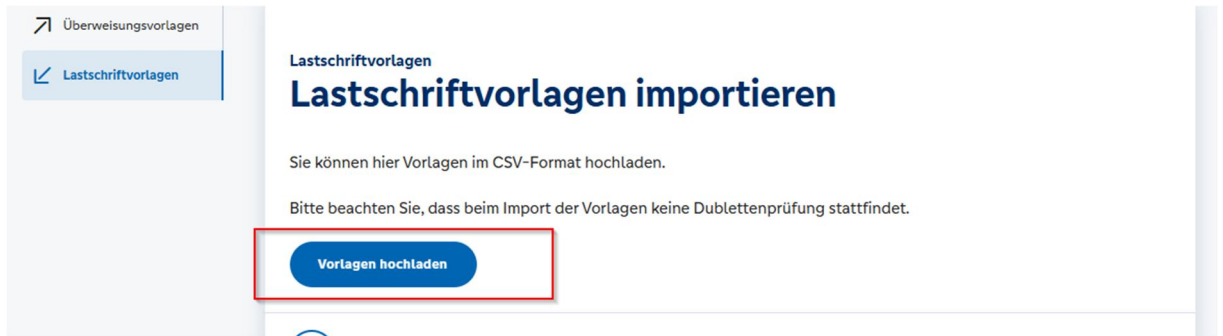 Überweisungsvorlagen
Lastschriftvorlagen
Lastschriftvorlagen
Lastschriftvorlagen importieren
Sie können hier Vorlagen im CSV-Format hochladen.
Bitte beachten Sie, dass beim Import der Vorlagen keine Dublettenprüfung stattfindet.
Vorlagen hochladen